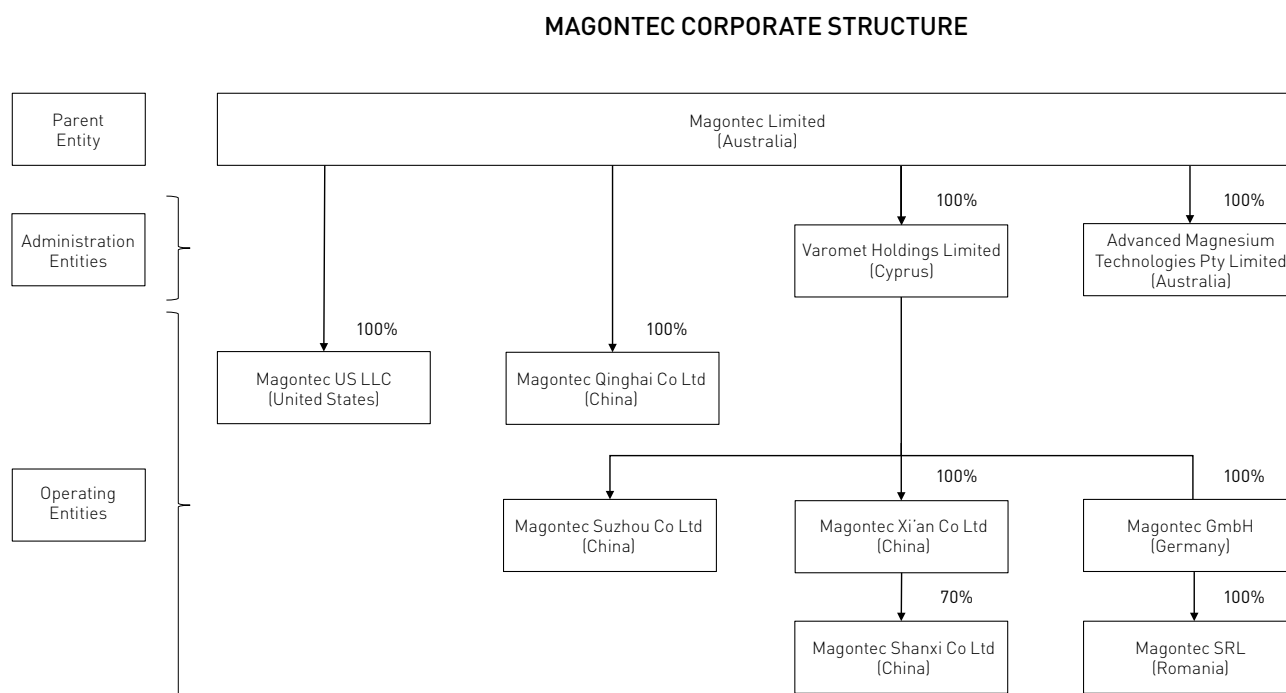 MAGONTEC CORPORATE STRUCTURE
Parent
Entity
Magontec Limited
(Australia)
100%
100%
Administration
Entities
Varomet Holdings Limited
(Cyprus)
Advanced Magnesium
Technologies Pty Limited
(Australia)
100%
100%
Magontec US LLC
(United States)
Magontec Qinghai Co Ltd
(China)
100%
100%
Operating
Entities
Magontec Suzhou Co Ltd
(China)
Magontec Xi'an Co Ltd
(China)
Magontec GmbH
(Germany)
70%
100%
Magontec Shanxi Co Ltd
(China)
Magontec SRL
(Romania)